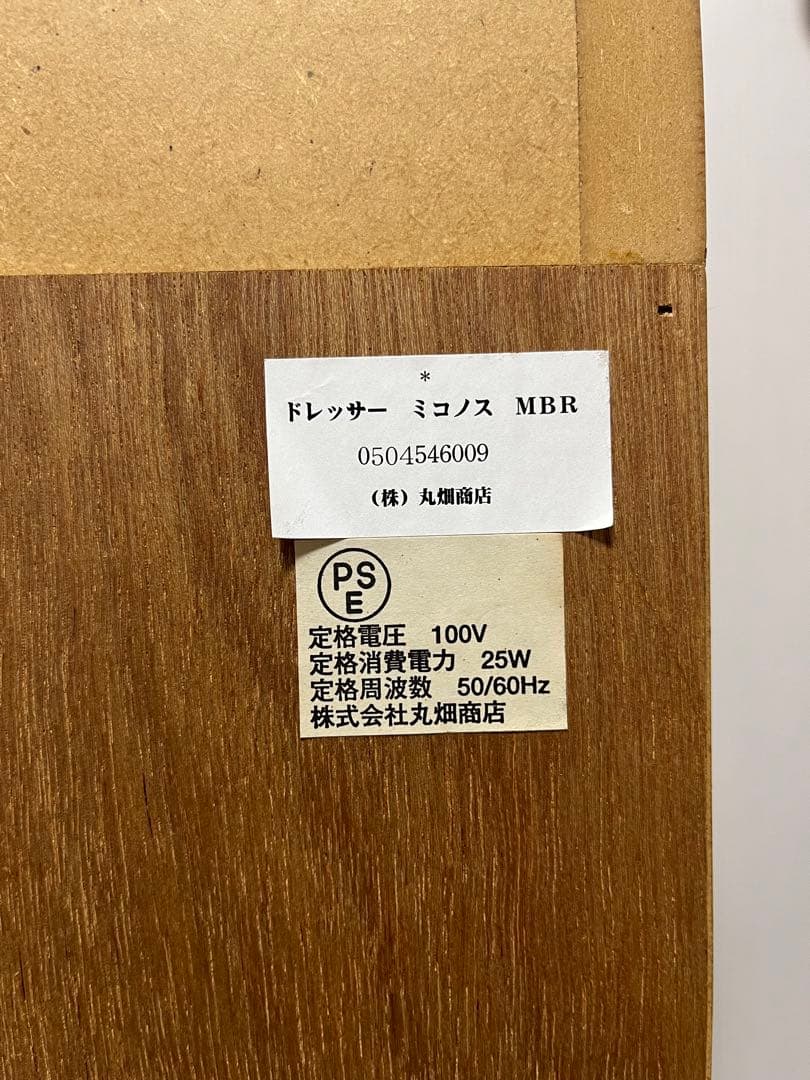 *
ドレッサー ミコノス MBR
0504546009
(株) 丸畑商店
PS
E
定格電圧 100V
定格消費電力 25W
定格周波数 50/60Hz
株式会社丸畑商店